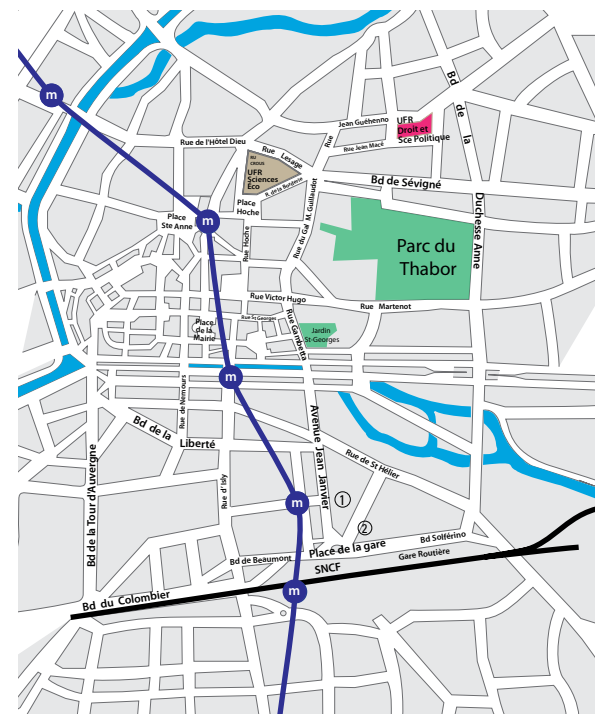 m
Bd de la
Jean Guéhenno
UFR
Droit et
Sce Politique
Rue
Rue de l'Hôtel Dieu
Rue Jean Macé
Rue Lesage
RU
CROUS
UFR
Sciences
Eco
R. de la Borderie
Bd de Sévigné
Duchesse Anne
Place
Hoche
Place
Ste Anne
m
Rue du Gal M. Guillaudot
Rue Hoche
Parc du
Thabor
Rue Victor Hugo
Rue Martenot
Rue St Georges
Place
de la
Mairie
Rue Gambetta
Jardin
St-Georges
m
Rue de Nemours
Bd de la
Liberté
Avenue Jean Janvier
Rue de St Hélier
Bd de la Tour d'Auvergne
Rue d'Isly
m
1
2
Bd Solférino
Place de la gare
Bd de Beaumont
Gare Routière
SNCF
m
Bd du Colombier